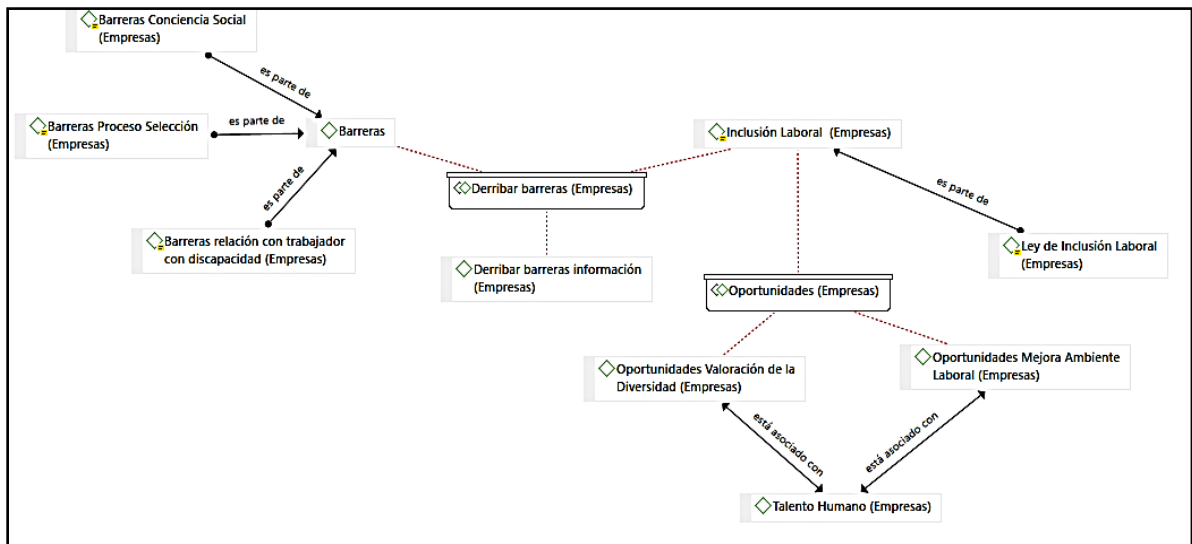 Barreras Conciencia Social
(Empresas)
es parte de
Barreras Proceso Selección
(Empresas)
es parte de
Barreras
Inclusión Laboral (Empresas)
es parte de
es parte de
Derribar barreras (Empresas)
Barreras relación con trabajador
con discapacidad (Empresas)
Ley de Inclusión Laboral
(Empresas)
Derribar barreras información
(Empresas)
Oportunidades (Empresas)
Oportunidades Valoración de la
Diversidad (Empresas)
Oportunidades Mejora Ambiente
Laboral (Empresas)
está asociado con
está asociado con
Talento Humano (Empresas)